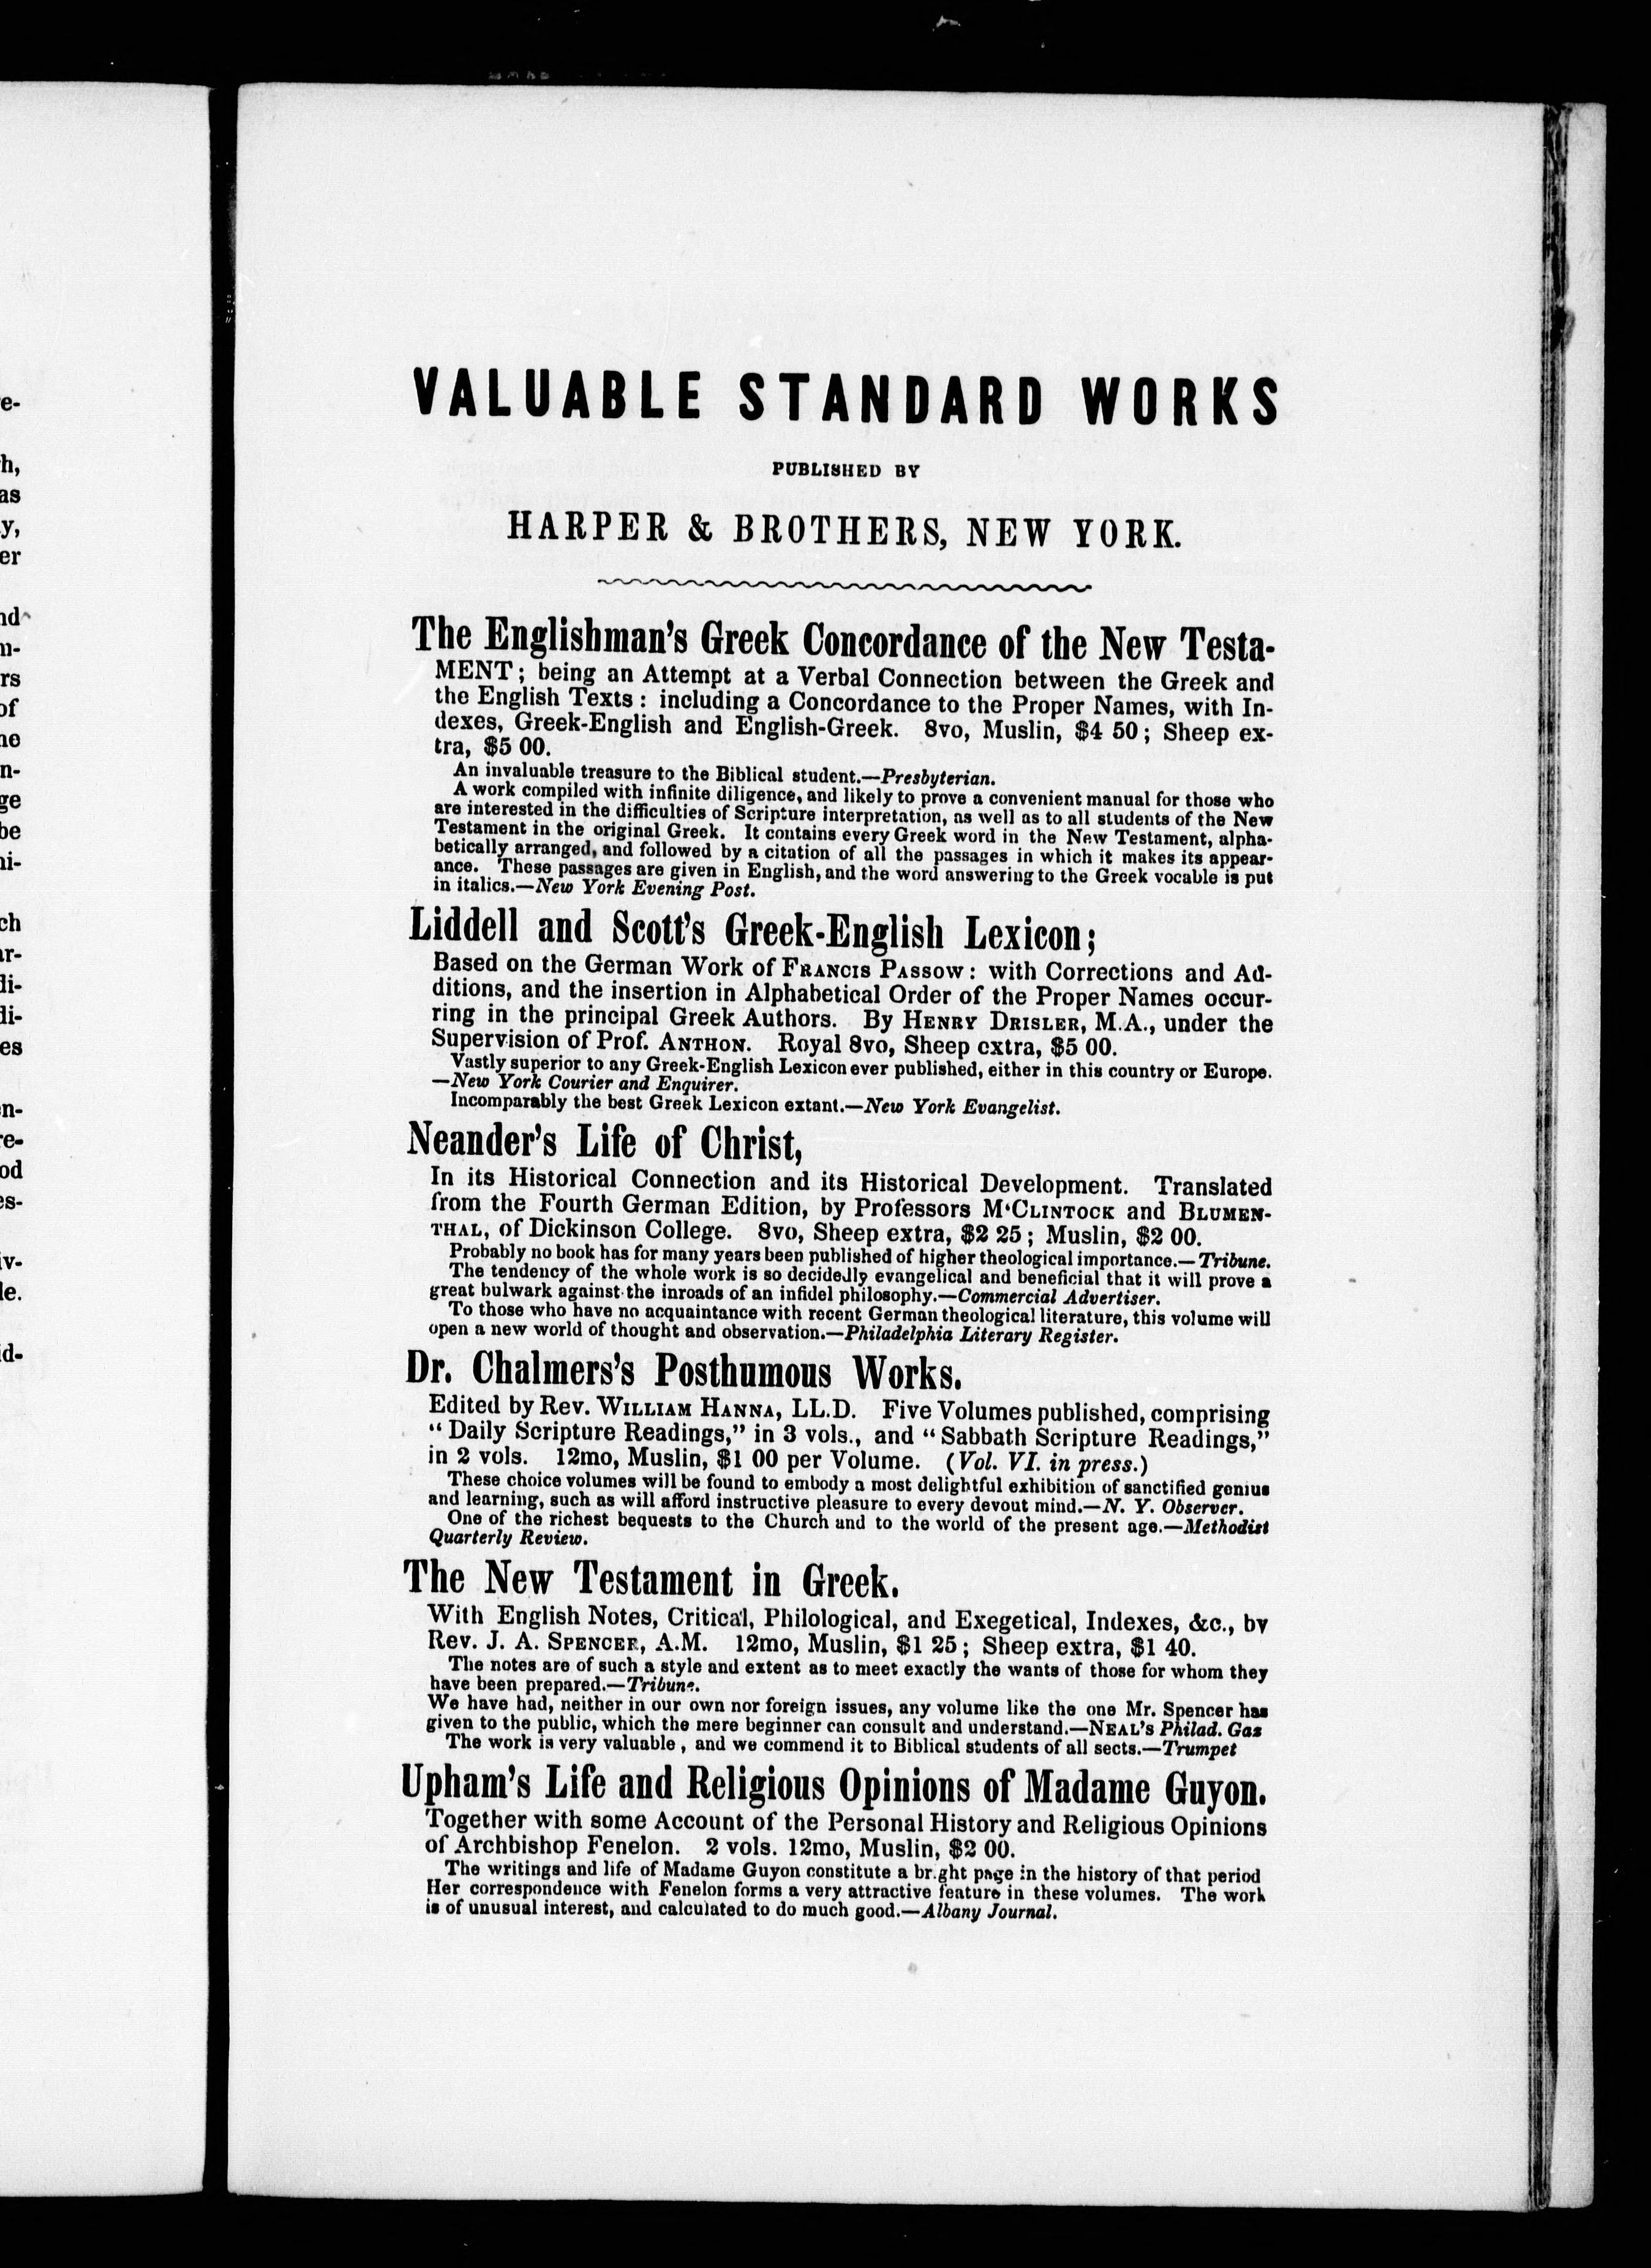 VALUABLE STANDARD WORKS
PUBLISHED BY
HARPER & BROTHERS, NEW YORK.
The Englishman's Greek Concordance of the New Testa-
MENT; being an Attempt at a Verbal Connection between the Greek and
the English Texts: including a Concordance to the Proper Names, with In-
dexes, Greek-English and English-Greek. 8vo, Muslin, $4 50; Sheep ex-
tra, $5 00.
An invaluable treasure to the Biblical student.—Presbyterian.
A work compiled with infinite diligence, and likely to prove a convenient manual for those who
are interested in the difficulties of Scripture interpretation, as well as to all students of the New
Testament in the original Greek. It contains every Greek word in the New Testament, alpha-
betically arranged, and followed by a citation of all the passages in which it makes its appear-
ance. These passages are given in English, and the word answering to the Greek vocable is put
in italics.—New York Evening Post.
Liddell and Scott's Greek-English Lexicon;
Based on the German Work of FRANCIS PASSOW: with Corrections and Ad-
ditions, and the insertion in Alphabetical Order of the Proper Names occur-
ring in the principal Greek Authors. By HENRY DRISLER, M.A., under the
Supervision of Prof. ANTHON. Royal 8vo, Sheep extra, $5 00.
Vastly superior to any Greek-English Lexicon ever published, either in this country or Europe.
—New York Courier and Enquirer.
Incomparably the best Greek Lexicon extant.—New York Evangelist.
Neander's Life of Christ,
In its Historical Connection and its Historical Development. Translated
from the Fourth German Edition, by Professors M‘CLINTOCK and BLUMEN-
THAL, of Dickinson College. 8vo, Sheep extra, $2 25; Muslin, $2 00.
Probably no book has for many years been published of higher theological importance.—Tribune.
The tendency of the whole work is so decidedly evangelical and beneficial that it will prove a
great bulwark against the inroads of an infidel philosophy.—Commercial Advertiser.
To those who have no acquaintance with recent German theological literature, this volume will
open a new world of thought and observation.—Philadelphia Literary Register.
Dr. Chalmers's Posthumous Works.
Edited by Rev. WILLIAM HANNA, LL.D. Five Volumes published, comprising
"Daily Scripture Readings," in 3 vols., and "Sabbath Scripture Readings,"
in 2 vols. 12mo, Muslin, $1 00 per Volume. (Vol. VI. in press.)
These choice volumes will be found to embody a most delightful exhibition of sanctified genius
and learning, such as will afford instructive pleasure to every devout mind.—N. Y. Observer.
One of the richest bequests to the Church and to the world of the present age.—Methodist
Quarterly Review.
The New Testament in Greek.
With English Notes, Critical, Philological, and Exegetical, Indexes, &c., by
Rev. J. A. SPENCER, A.M. 12mo, Muslin, $1 25; Sheep extra, $1 40.
The notes are of such a style and extent as to meet exactly the wants of those for whom they
have been prepared.—Tribune.
We have had, neither in our own nor foreign issues, any volume like the one Mr. Spencer has
given to the public, which the mere beginner can consult and understand.—NEAL'S Philad. Gaz
The work is very valuable, and we commend it to Biblical students of all sects.—Trumpet
Upham's Life and Religious Opinions of Madame Guyon.
Together with some Account of the Personal History and Religious Opinions
of Archbishop Fenelon. 2 vols. 12mo, Muslin, $2 00.
The writings and life of Madame Guyon constitute a bright page in the history of that period
Her correspondence with Fenelon forms a very attractive feature in these volumes. The work
is of unusual interest, and calculated to do much good.—Albany Journal.